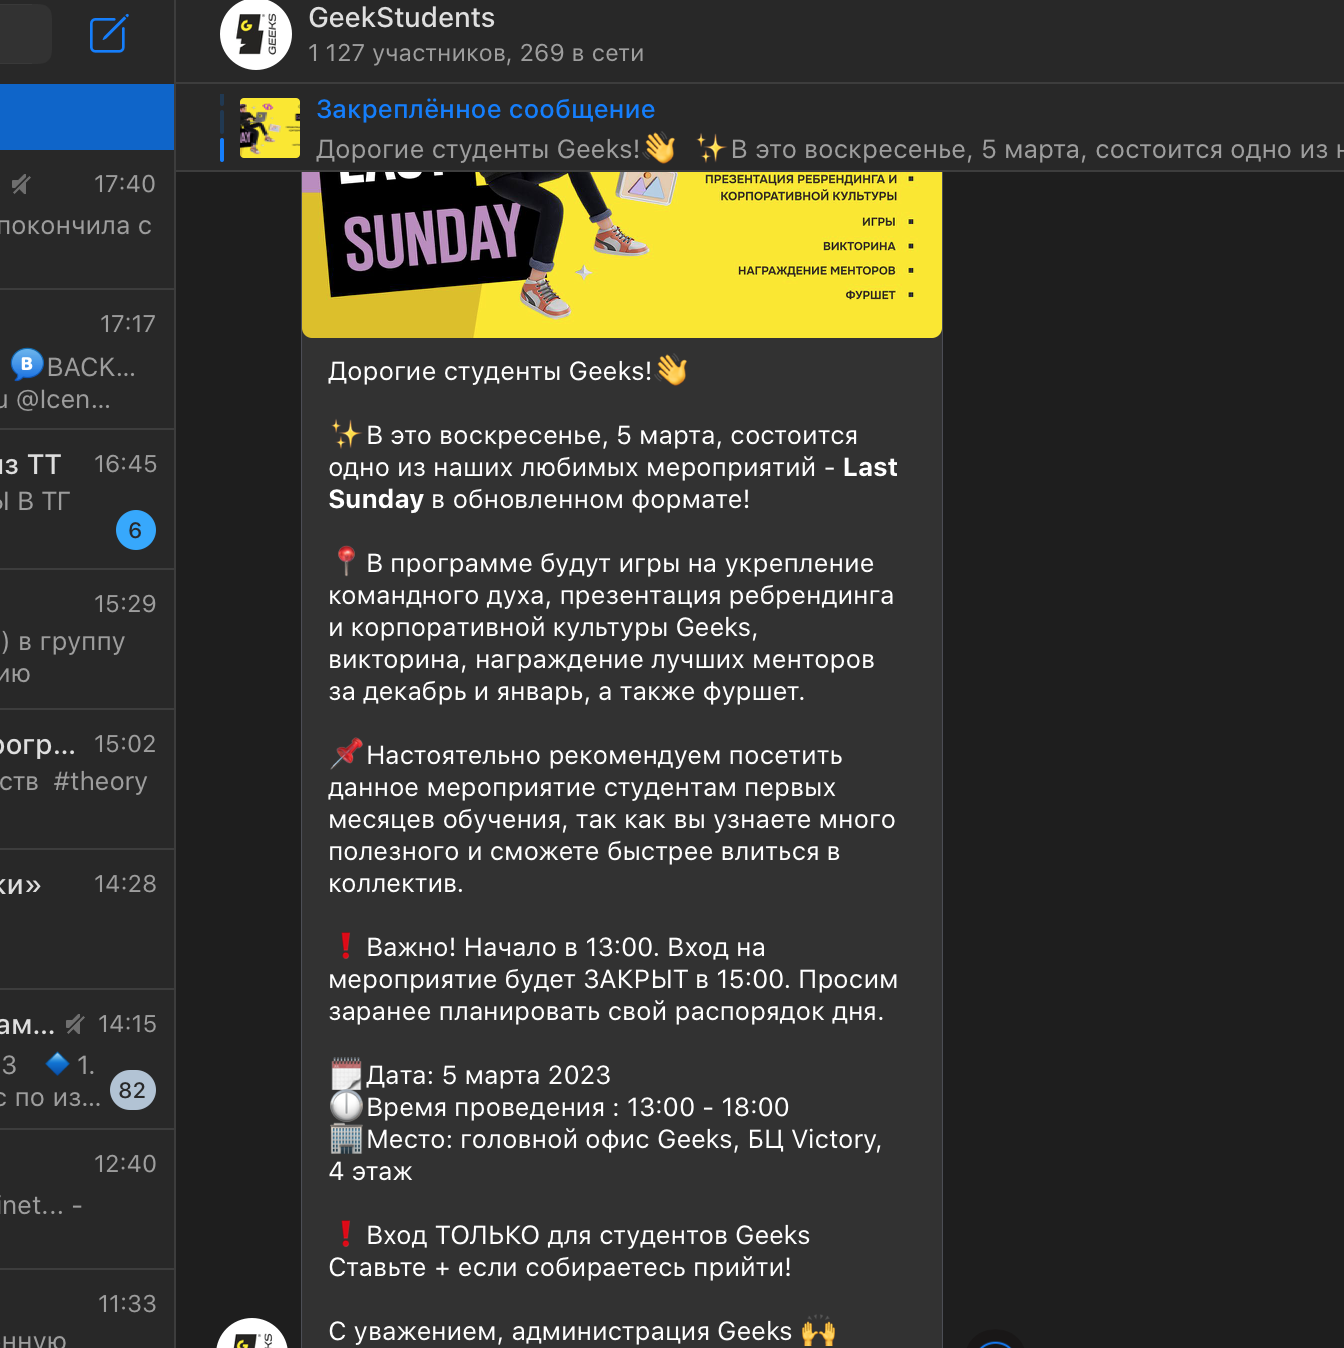 GeekStudents
1 127 участников, 269 в сети
GEEKS
Закреплённое сообщение
Дорогие студенты Geeks!👋 ✨В это воскресенье, 5 марта, состоится одно из
SUNDAY
17:40
покончила с
17:17
B BACK...
@lcen...
из ТТ 16:45
В ТГ
6
15:29
) в группу
15:02
#theory
14:28
14:15
3 🔷 1.
с по из...
82
12:40
inet... -
11:33
ПРЕЗЕНТАЦИЯ РЕБРЕНДИНГА И
КОРПОРАТИВНОЙ КУЛЬТУРЫ
ИГРЫ
ВИКТОРИНА
НАГРАЖДЕНИЕ МЕНТОРОВ
ФУРШЕТ
LAST
SUNDAY
Дорогие студенты Geeks!👋
✨В это воскресенье, 5 марта, состоится
одно из наших любимых мероприятий - Last
Sunday в обновленном формате!
📍В программе будут игры на укрепление
командного духа, презентация ребрендинга
и корпоративной культуры Geeks,
викторина, награждение лучших менторов
за декабрь и январь, а также фуршет.
📌Настоятельно рекомендуем посетить
данное мероприятие студентам первых
месяцев обучения, так как вы узнаете много
полезного и сможете быстрее влиться в
коллектив.
❗Важно! Начало в 13:00. Вход на
мероприятие будет ЗАКРЫТ в 15:00. Просим
заранее планировать свой распорядок дня.
🗓Дата: 5 марта 2023
🕕Время проведения : 13:00 - 18:00
🏢Место: головной офис Geeks, БЦ Victory,
4 этаж
❗Вход ТОЛЬКО для студентов Geeks
Ставьте + если собираетесь прийти!
С уважением, администрация Geeks 🙌